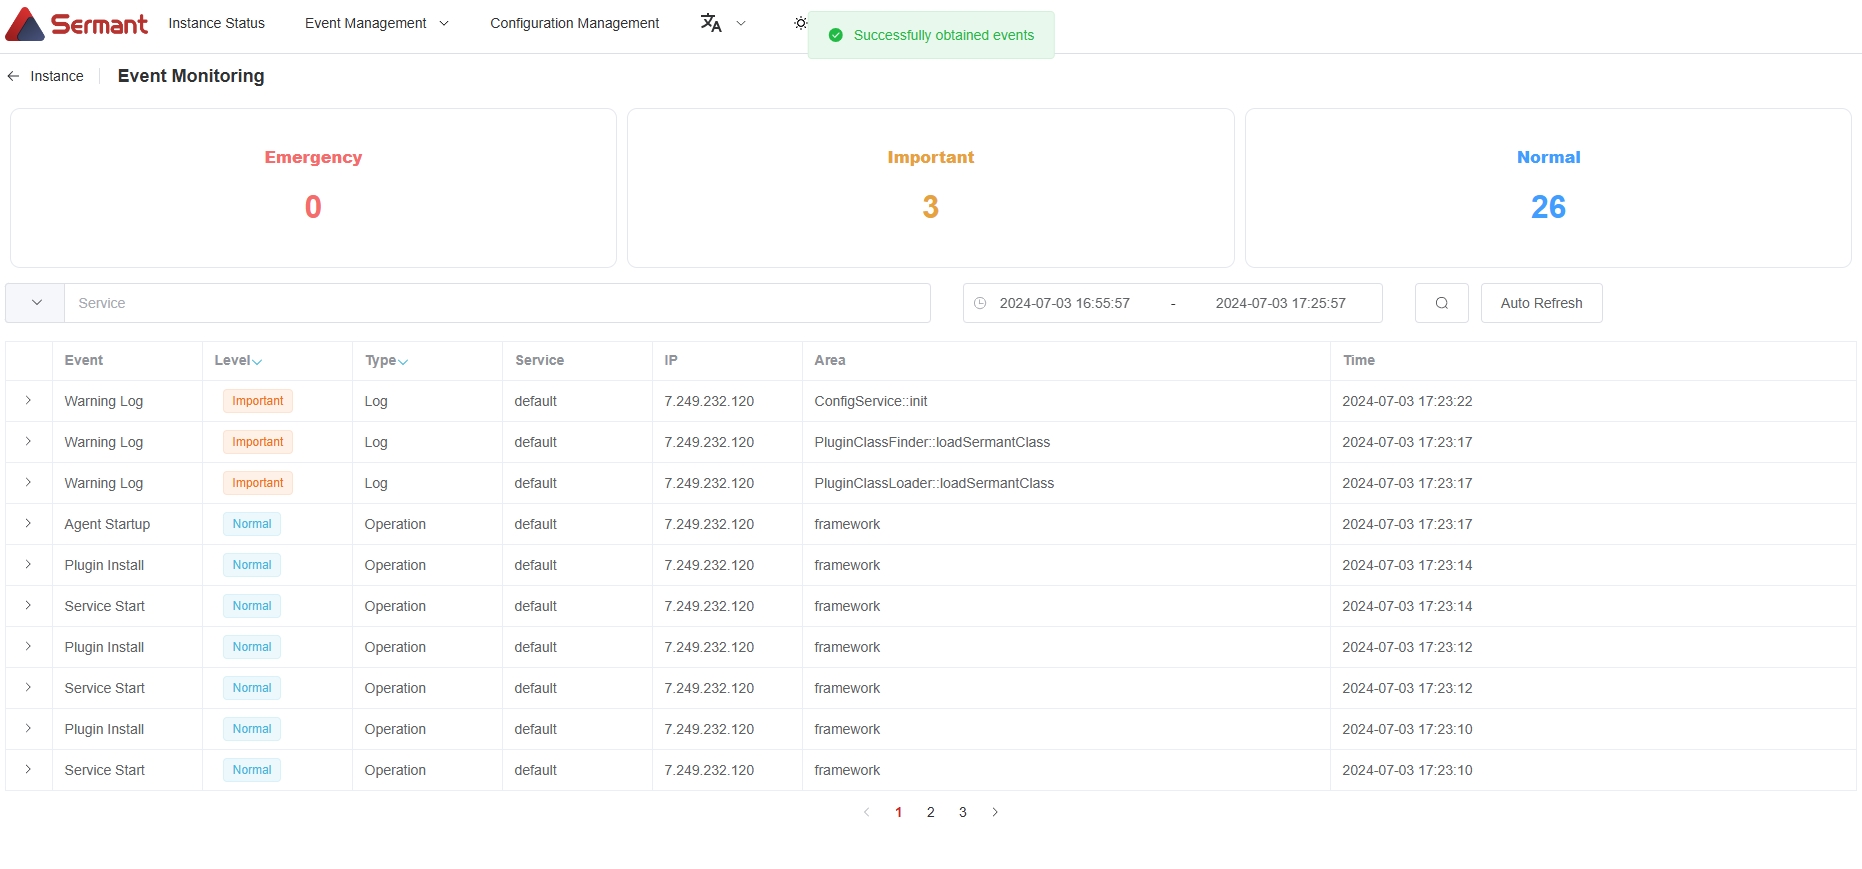 Sermant Instance Status Event Management Configuration Management 文A Successfully obtained events
Instance Event Monitoring
Emergency Important Normal
0 3 26
Service 2024-07-03 16:55:57 - 2024-07-03 17:25:57 Auto Refresh
Event Level Type Service IP Area Time
Warning Log Important Log default 7.249.232.120 ConfigService::init 2024-07-03 17:23:22
Warning Log Important Log default 7.249.232.120 PluginClassFinder::loadSermantClass 2024-07-03 17:23:17
Warning Log Important Log default 7.249.232.120 PluginClassLoader::loadSermantClass 2024-07-03 17:23:17
Agent Startup Normal Operation default 7.249.232.120 framework 2024-07-03 17:23:17
Plugin Install Normal Operation default 7.249.232.120 framework 2024-07-03 17:23:14
Service Start Normal Operation default 7.249.232.120 framework 2024-07-03 17:23:14
Plugin Install Normal Operation default 7.249.232.120 framework 2024-07-03 17:23:12
Service Start Normal Operation default 7.249.232.120 framework 2024-07-03 17:23:12
Plugin Install Normal Operation default 7.249.232.120 framework 2024-07-03 17:23:10
Service Start Normal Operation default 7.249.232.120 framework 2024-07-03 17:23:10
1 2 3